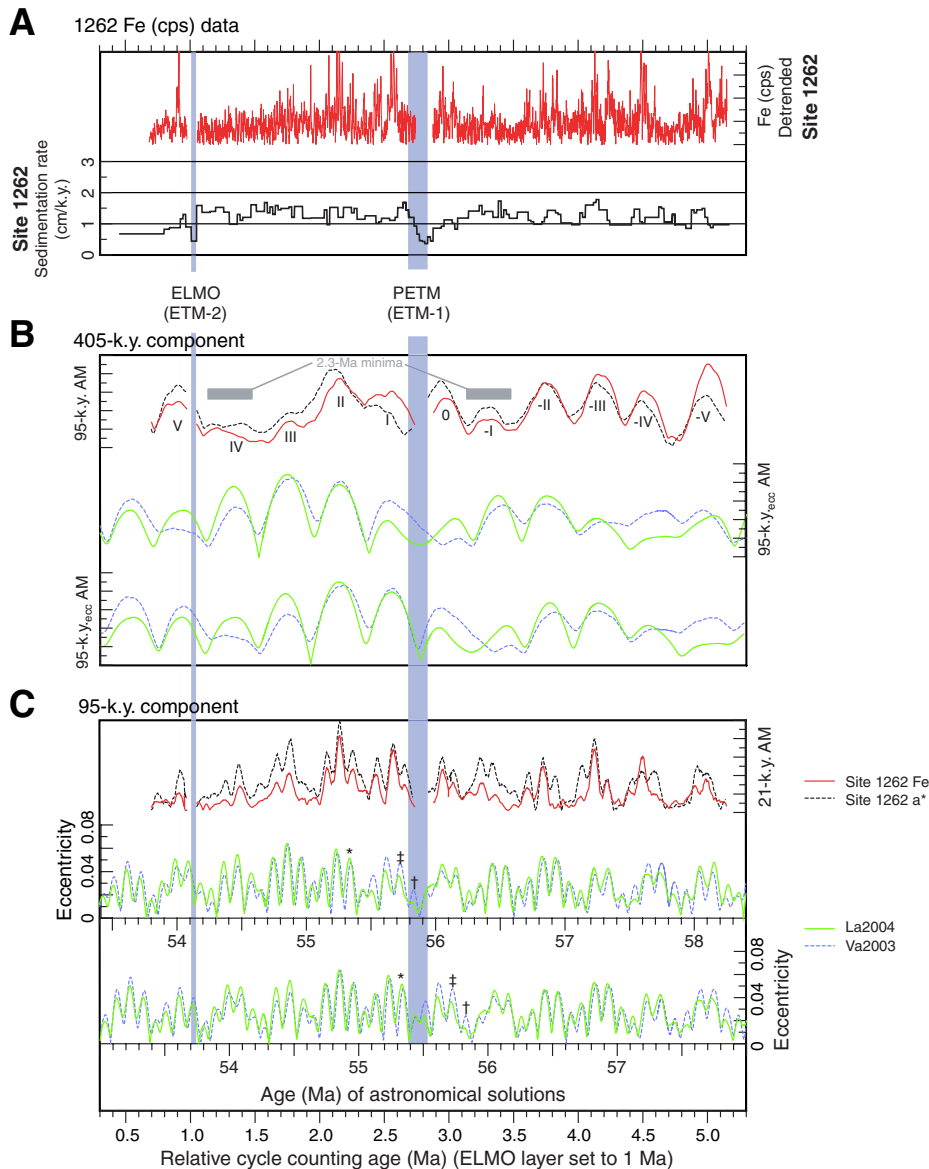 A
1262 Fe (cps) data
Fe (cps)
Detrended
Site 1262
Site 1262
Sedimentation rate
(cm/k.y.)
3
2
1
0
ELMO
(ETM-2)
PETM
(ETM-1)
B
405-k.y. component
2.3-Ma minima
95-k.y. AM
V
IV
III
II
I
0
-I
-II
-III
-IV
-V
95-k.y.ecc AM
95-k.y.ecc AM
C
95-k.y. component
21-k.y. AM
Site 1262 Fe
Site 1262 a*
Eccentricity
0.08
0.04
0
* ‡ †
54 55 56 57 58
La2004
Va2003
* ‡ †
0.08
0.04
0
Eccentricity
54 55 56 57
Age (Ma) of astronomical solutions
0.5 1.0 1.5 2.0 2.5 3.0 3.5 4.0 4.5 5.0
Relative cycle counting age (Ma) (ELMO layer set to 1 Ma)